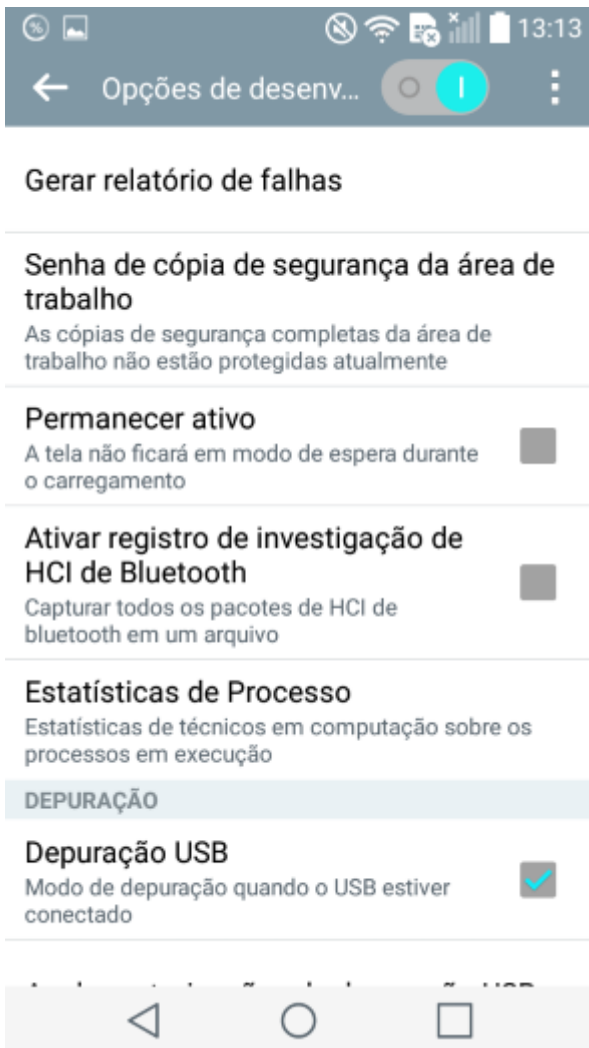 13:13
Opções de desenv...
Gerar relatório de falhas
Senha de cópia de segurança da área de
trabalho
As cópias de segurança completas da área de
trabalho não estão protegidas atualmente
Permanecer ativo
A tela não ficará em modo de espera durante
o carregamento
Ativar registro de investigação de
HCI de Bluetooth
Capturar todos os pacotes de HCI de
bluetooth em um arquivo
Estatísticas de Processo
Estatísticas de técnicos em computação sobre os
processos em execução
DEPURAÇÃO
Depuração USB
Modo de depuração quando o USB estiver
conectado